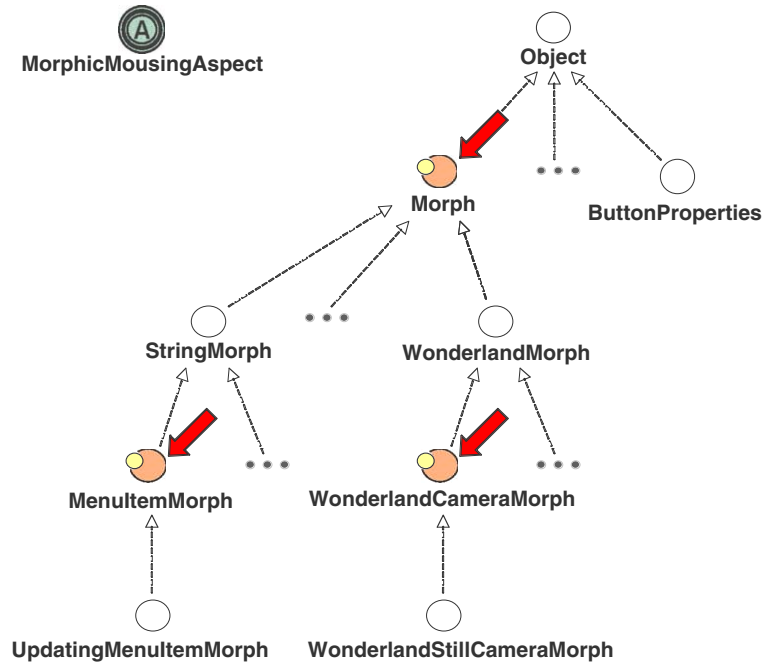 A
MorphicMousingAspect
Object
Morph
ButtonProperties
StringMorph
WonderlandMorph
MenuItemMorph
WonderlandCameraMorph
UpdatingMenuItemMorph
WonderlandStillCameraMorph